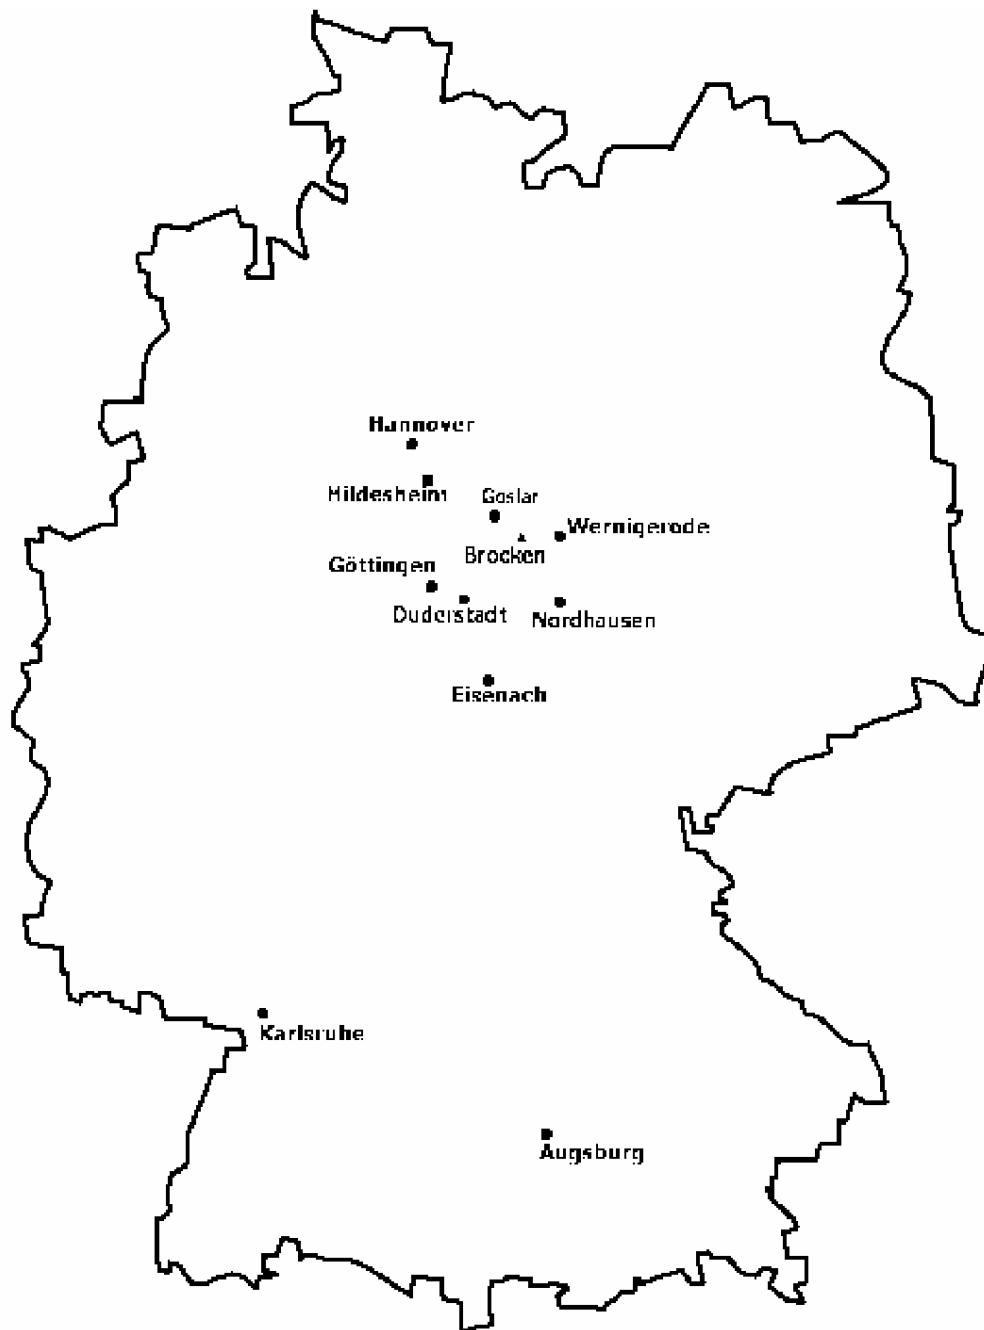 Hannover
Hildesheim
Goslar
Wernigerode
Brocken
Göttingen
Duderstadt
Nordhausen
Eisenach
Karlsruhe
Augsburg